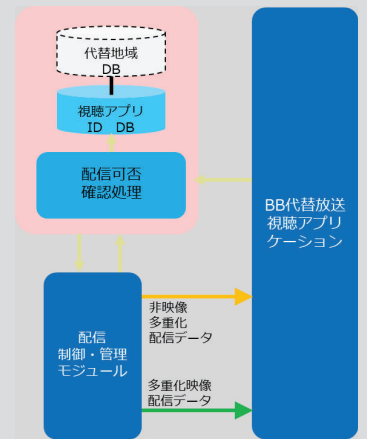 代替地域
DB
視聴アプリ
ID DB
配信可否
確認処理
BB代替放送
視聴アプリ
ケーション
配信
制御・管理
モジュール
非映像
多重化
配信データ
多重化映像
配信データ